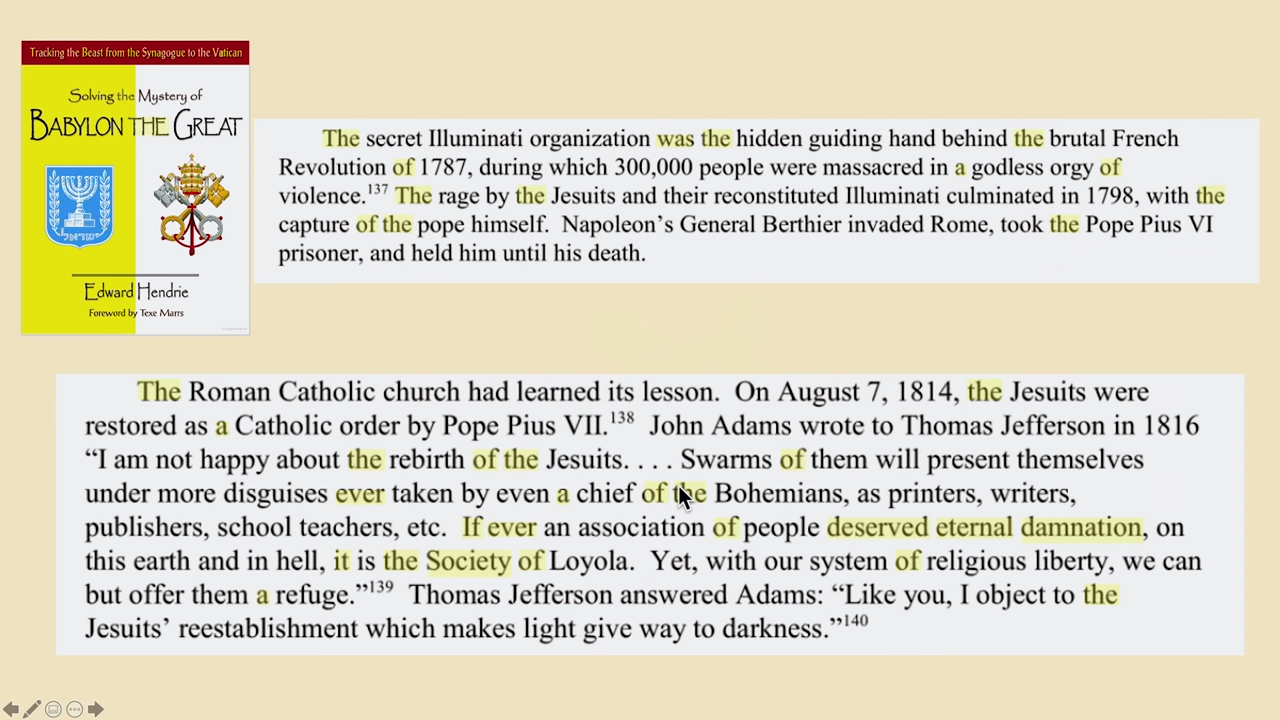 Tracking the Beast from the Synagogue to the Vatican
Solving the Mystery of
BABYLON THE GREAT
Edward Hendrie
Foreword by Texe Marrs
The secret Illuminati organization was the hidden guiding hand behind the brutal French
Revolution of 1787, during which 300,000 people were massacred in a godless orgy of
violence.137 The rage by the Jesuits and their reconstituted Illuminati culminated in 1798, with the
capture of the pope himself. Napoleon's General Berthier invaded Rome, took the Pope Pius VI
prisoner, and held him until his death.
The Roman Catholic church had learned its lesson. On August 7, 1814, the Jesuits were
restored as a Catholic order by Pope Pius VII.138 John Adams wrote to Thomas Jefferson in 1816
“I am not happy about the rebirth of the Jesuits. . . . Swarms of them will present themselves
under more disguises ever taken by even a chief of the Bohemians, as printers, writers,
publishers, school teachers, etc. If ever an association of people deserved eternal damnation, on
this earth and in hell, it is the Society of Loyola. Yet, with our system of religious liberty, we can
but offer them a refuge.”139 Thomas Jefferson answered Adams: “Like you, I object to the
Jesuits’ reestablishment which makes light give way to darkness.”140